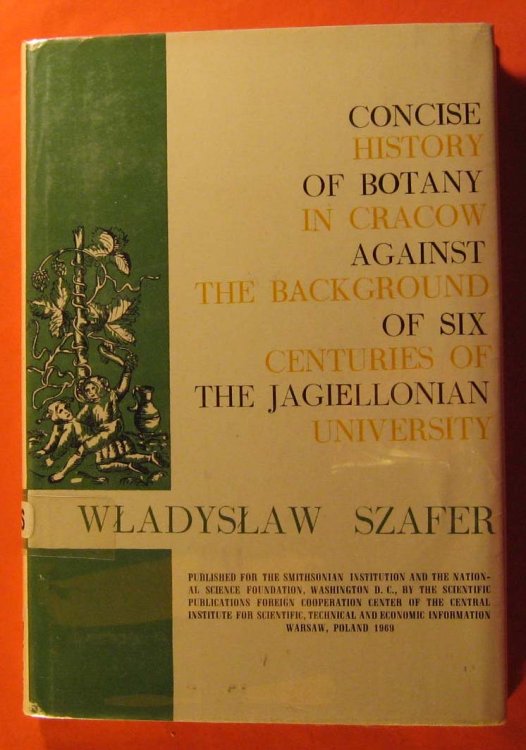 CONCISE
HISTORY
OF BOTANY
IN CRACOW
AGAINST
THE BACKGROUND
OF SIX
CENTURIES OF
THE JAGIELLONIAN
UNIVERSITY
WŁADYSŁAW SZAFER
PUBLISHED FOR THE SMITHSONIAN INSTITUTION AND THE NATION-
AL SCIENCE FOUNDATION, WASHINGTON D. C., BY THE SCIENTIFIC
PUBLICATIONS FOREIGN COOPERATION CENTER OF THE CENTRAL
INSTITUTE FOR SCIENTIFIC, TECHNICAL AND ECONOMIC INFORMATION
WARSAW, POLAND 1969